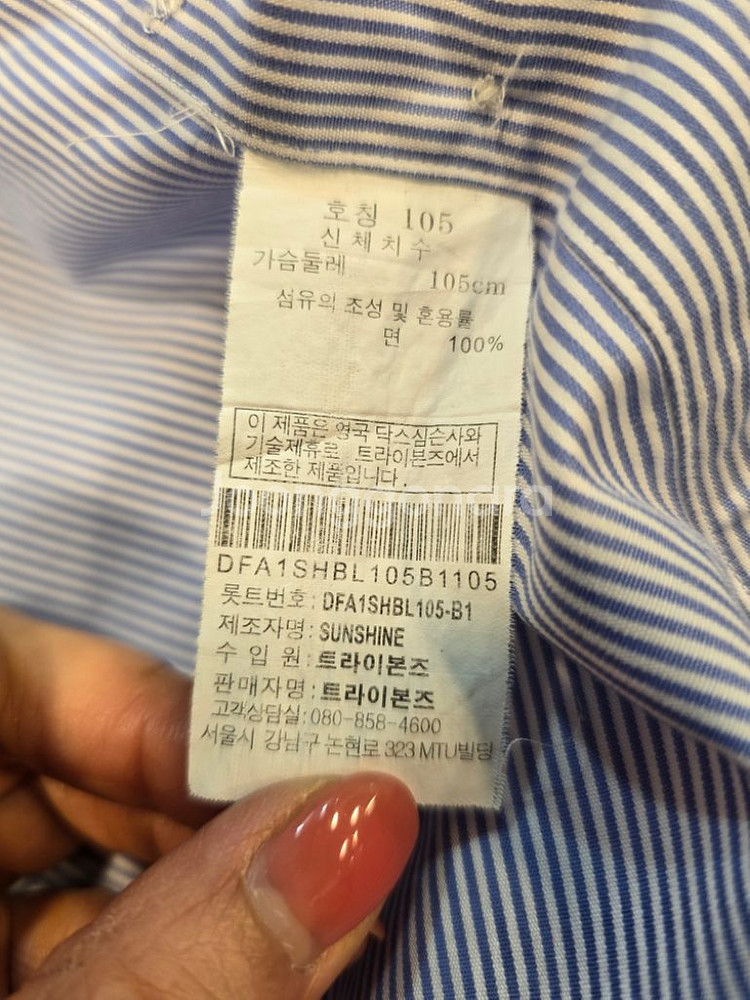 호칭 105
신체치수
가슴둘레 105cm
섬유의 조성 및 혼용률
면 100%
이 제품은 영국 닥스심슨사와
기술제휴로 트라이본즈에서
제조한 제품입니다.
joonggonara
DFA1SHBL105B1105
롯트번호: DFA1SHBL105-B1
제조자명: SUNSHINE
수 입 원: 트라이본즈
판매자명: 트라이본즈
고객상담실: 080-858-4600
서울시 강남구 논현로 323 MTU빌딩